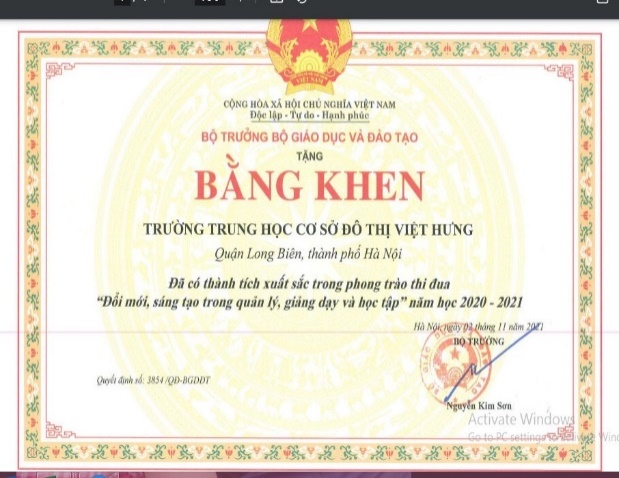 VIỆT NAM
CỘNG HÒA XÃ HỘI CHỦ NGHĨA VIỆT NAM
Độc lập - Tự do - Hạnh phúc
BỘ TRƯỞNG BỘ GIÁO DỤC VÀ ĐÀO TẠO
TẶNG
BẰNG KHEN
TRƯỜNG TRUNG HỌC CƠ SỞ ĐÔ THỊ VIỆT HƯNG
Quận Long Biên, thành phố Hà Nội
Đã có thành tích xuất sắc trong phong trào thi đua
“Đổi mới, sáng tạo trong quản lý, giảng dạy và học tập” năm học 2020 - 2021
Hà Nội, ngày 02 tháng 11 năm 2021
BỘ TRƯỞNG
Quyết định số: 3854 /QĐ-BGDĐT
Nguyễn Kim Sơn
Activate Windows
Go to PC settings Win